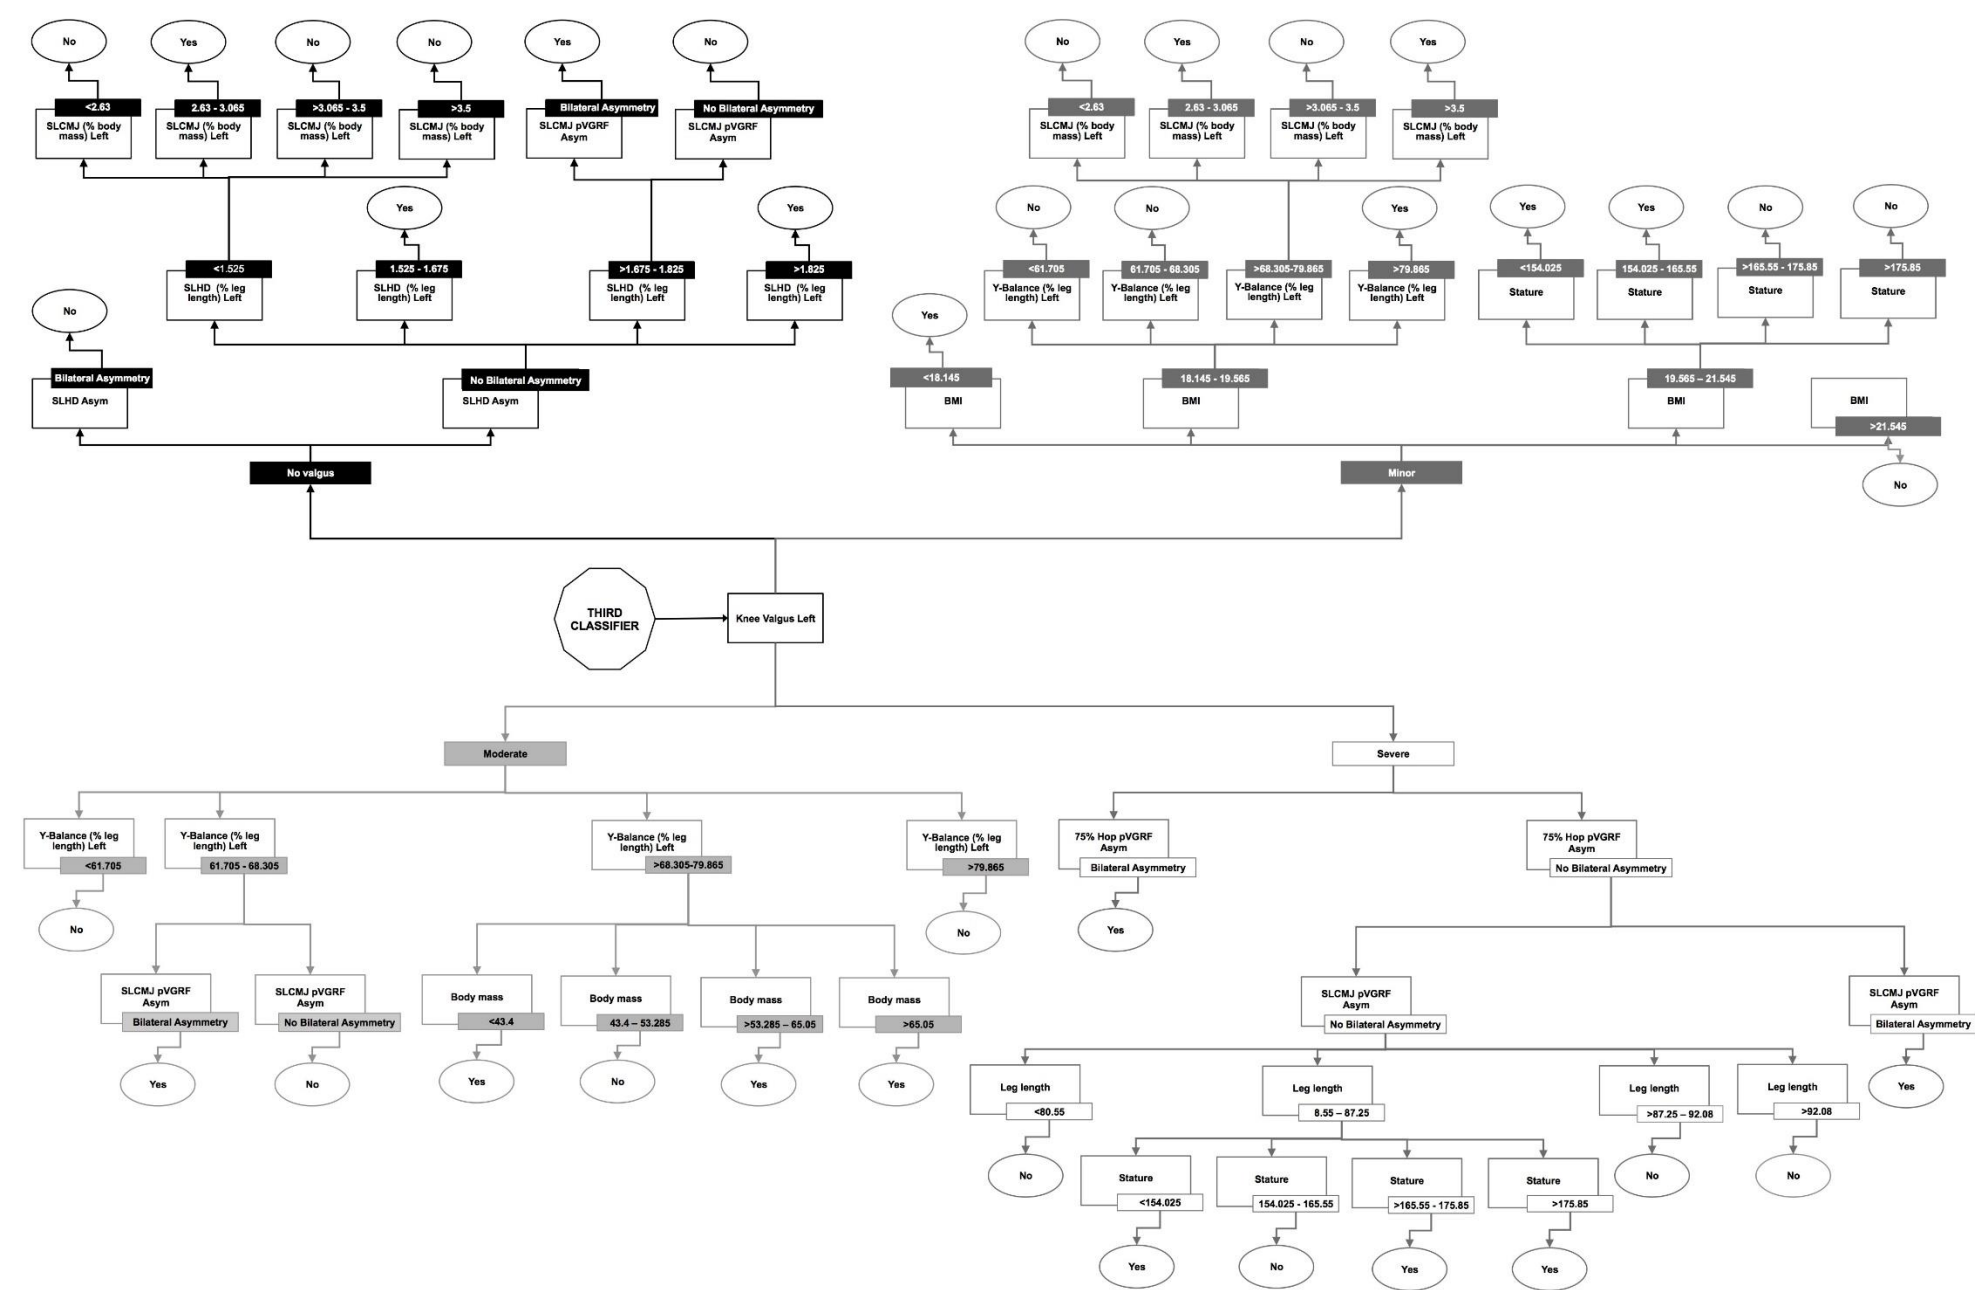 No
Yes
No
No
Yes
No
<2.63
SLCMJ (% body
mass) Left
2.63 - 3.065
SLCMJ (% body
mass) Left
>3.065 - 3.5
SLCMJ (% body
mass) Left
>3.5
SLCMJ (% body
mass) Left
Bilateral Asymmetry
SLCMJ pVGRF
Asym
No Bilateral Asymmetry
SLCMJ pVGRF
Asym
Yes
Yes
<1.525
SLHD (% leg
length) Left
1.525 - 1.675
SLHD (% leg
length) Left
>1.675 - 1.825
SLHD (% leg
length) Left
>1.825
SLHD (% leg
length) Left
No
Bilateral Asymmetry
SLHD Asym
No Bilateral Asymmetry
SLHD Asym
No valgus
No
Yes
No
Yes
<2.63
SLCMJ (% body
mass) Left
2.63 - 3.065
SLCMJ (% body
mass) Left
>3.065 - 3.5
SLCMJ (% body
mass) Left
>3.5
SLCMJ (% body
mass) Left
No
No
Yes
Yes
Yes
No
No
<61.705
Y-Balance (% leg
length) Left
61.705 - 68.305
Y-Balance (% leg
length) Left
>68.305-79.865
Y-Balance (% leg
length) Left
>79.865
Y-Balance (% leg
length) Left
<154.025
Stature
154.025 - 165.55
Stature
>165.55 - 175.85
Stature
>175.85
Stature
Yes
<18.145
BMI
18.145 - 19.565
BMI
19.565 – 21.545
BMI
BMI
>21.545
No
Minor
THIRD
CLASSIFIER
Knee Valgus Left
Moderate
Y-Balance (% leg
length) Left
<61.705
Y-Balance (% leg
length) Left
61.705 - 68.305
Y-Balance (% leg
length) Left
>68.305-79.865
Y-Balance (% leg
length) Left
>79.865
No
No
SLCMJ pVGRF
Asym
Bilateral Asymmetry
SLCMJ pVGRF
Asym
No Bilateral Asymmetry
Body mass
<43.4
Body mass
43.4 – 53.285
Body mass
>53.285 – 65.05
Body mass
>65.05
Yes
No
Yes
No
Yes
Yes
Severe
75% Hop pVGRF
Asym
Bilateral Asymmetry
75% Hop pVGRF
Asym
No Bilateral Asymmetry
Yes
SLCMJ pVGRF
Asym
No Bilateral Asymmetry
SLCMJ pVGRF
Asym
Bilateral Asymmetry
Leg length
<80.55
Leg length
8.55 – 87.25
Leg length
>87.25 – 92.08
Leg length
>92.08
Yes
No
Stature
<154.025
Stature
154.025 - 165.55
Stature
>165.55 - 175.85
Stature
>175.85
No
No
Yes
No
Yes
Yes